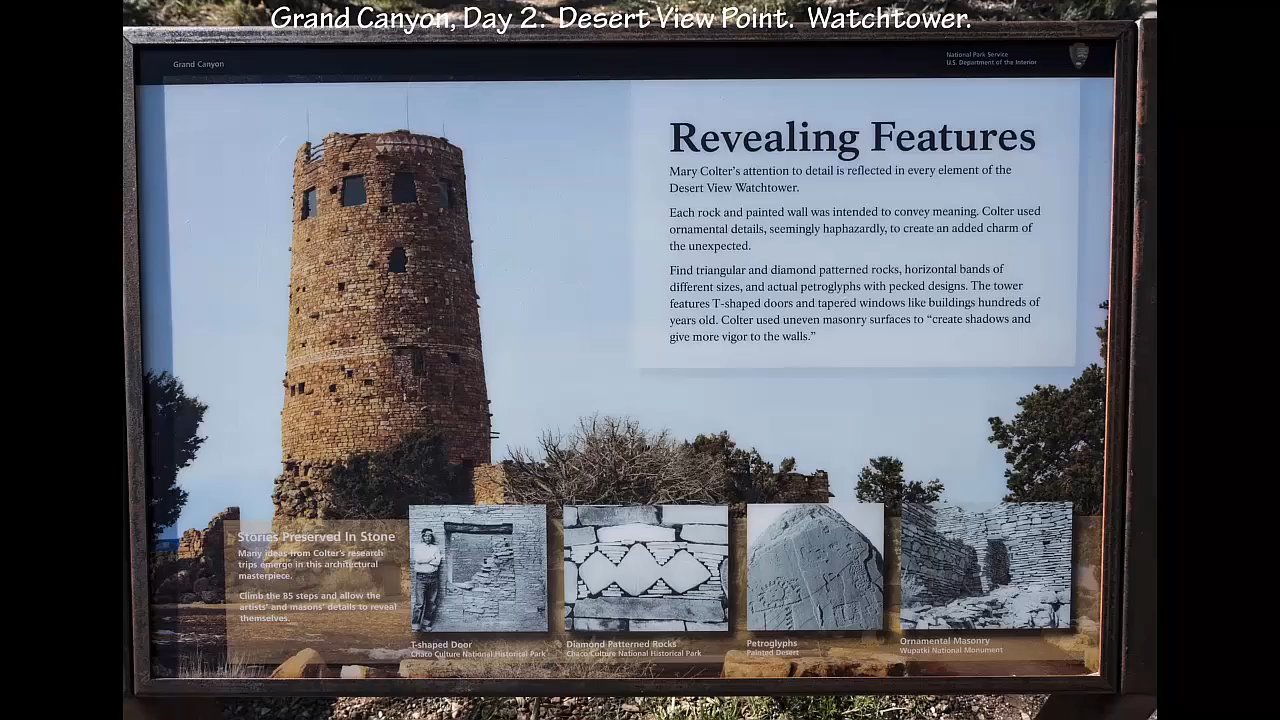 Grand Canyon, Day 2. Desert View Point. Watchtower.
Grand Canyon
National Park Service
U.S. Department of the Interior
Revealing Features
Mary Colter's attention to detail is reflected in every element of the
Desert View Watchtower.
Each rock and painted wall was intended to convey meaning. Colter used
ornamental details, seemingly haphazardly, to create an added charm of
the unexpected.
Find triangular and diamond patterned rocks, horizontal bands of
different sizes, and actual petroglyphs with pecked designs. The tower
features T-shaped doors and tapered windows like buildings hundreds of
years old. Colter used uneven masonry surfaces to “create shadows and
give more vigor to the walls.”
Stories Preserved In Stone
Many ideas from Colter's research
trips emerge in this architectural
masterpiece.
Climb the 85 steps and allow the
artists' and masons' details to reveal
themselves.
T-shaped Door
Chaco Culture National Historical Park
Diamond Patterned Rocks
Chaco Culture National Historical Park
Petroglyphs
Painted Desert
Ornamental Masonry
Wupatki National Monument